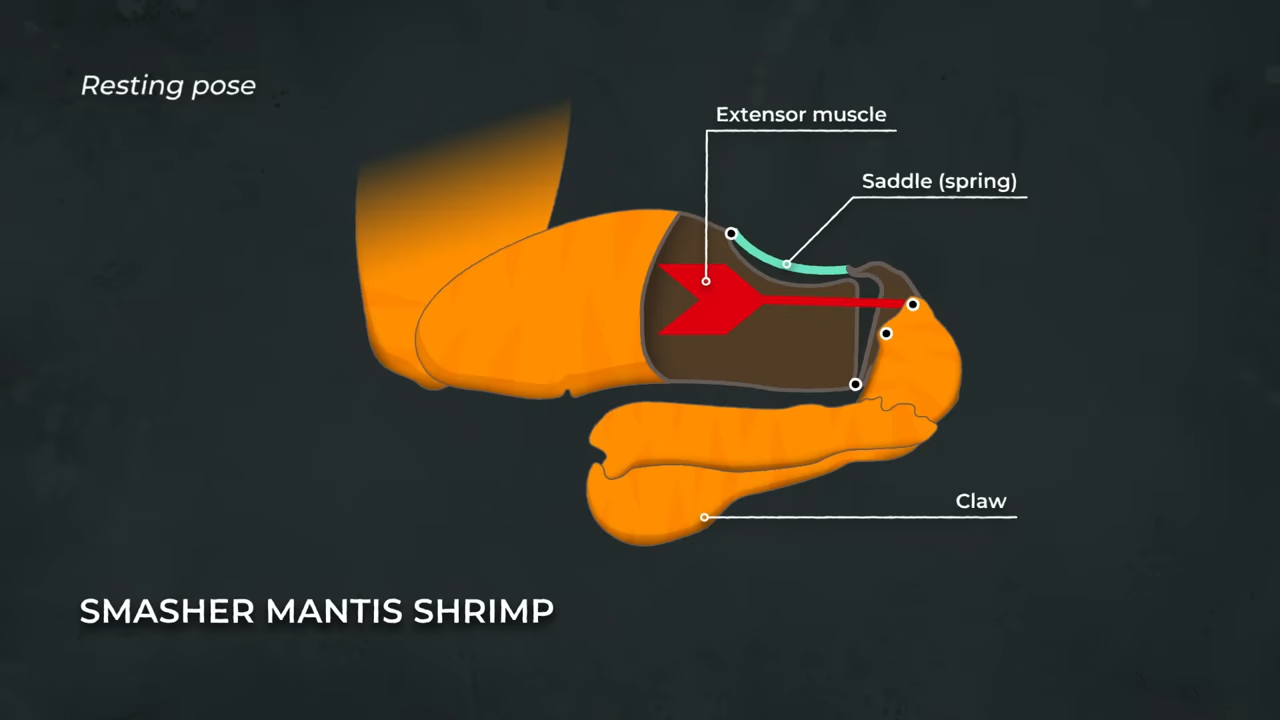 Resting pose
Extensor muscle
Saddle (spring)
Claw
SMASHER MANTIS SHRIMP